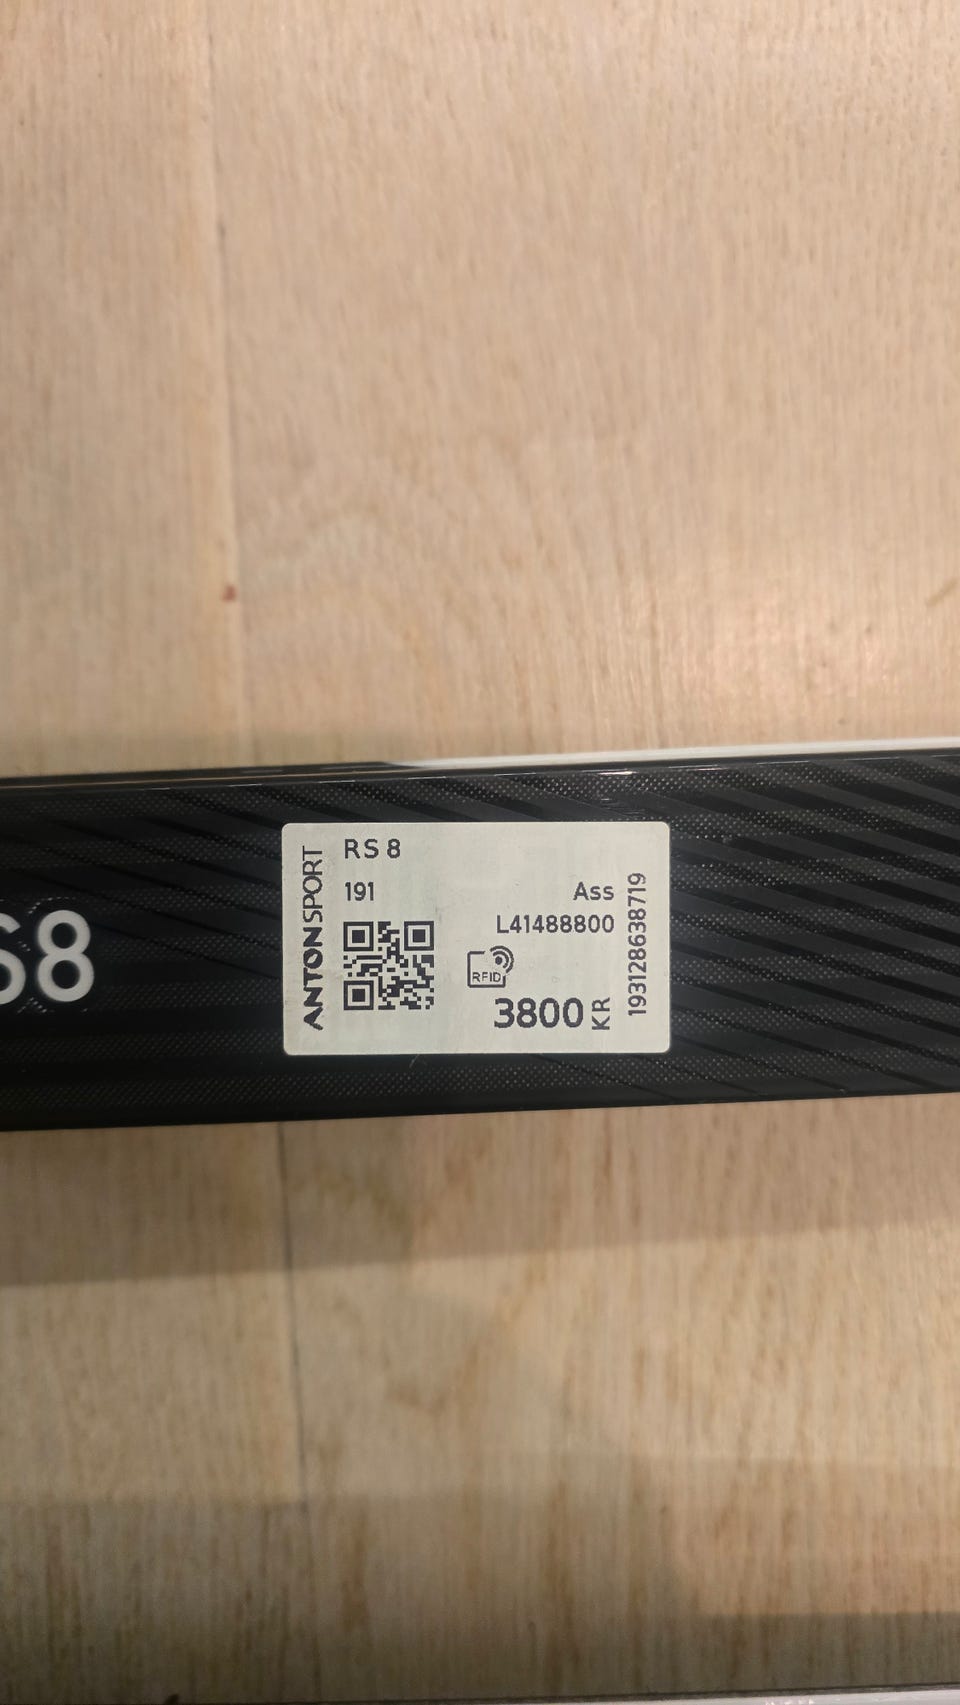 S8
ANTONSPORT
RS 8
191
Ass
L41488800
RFID
3800 KR
193128638719